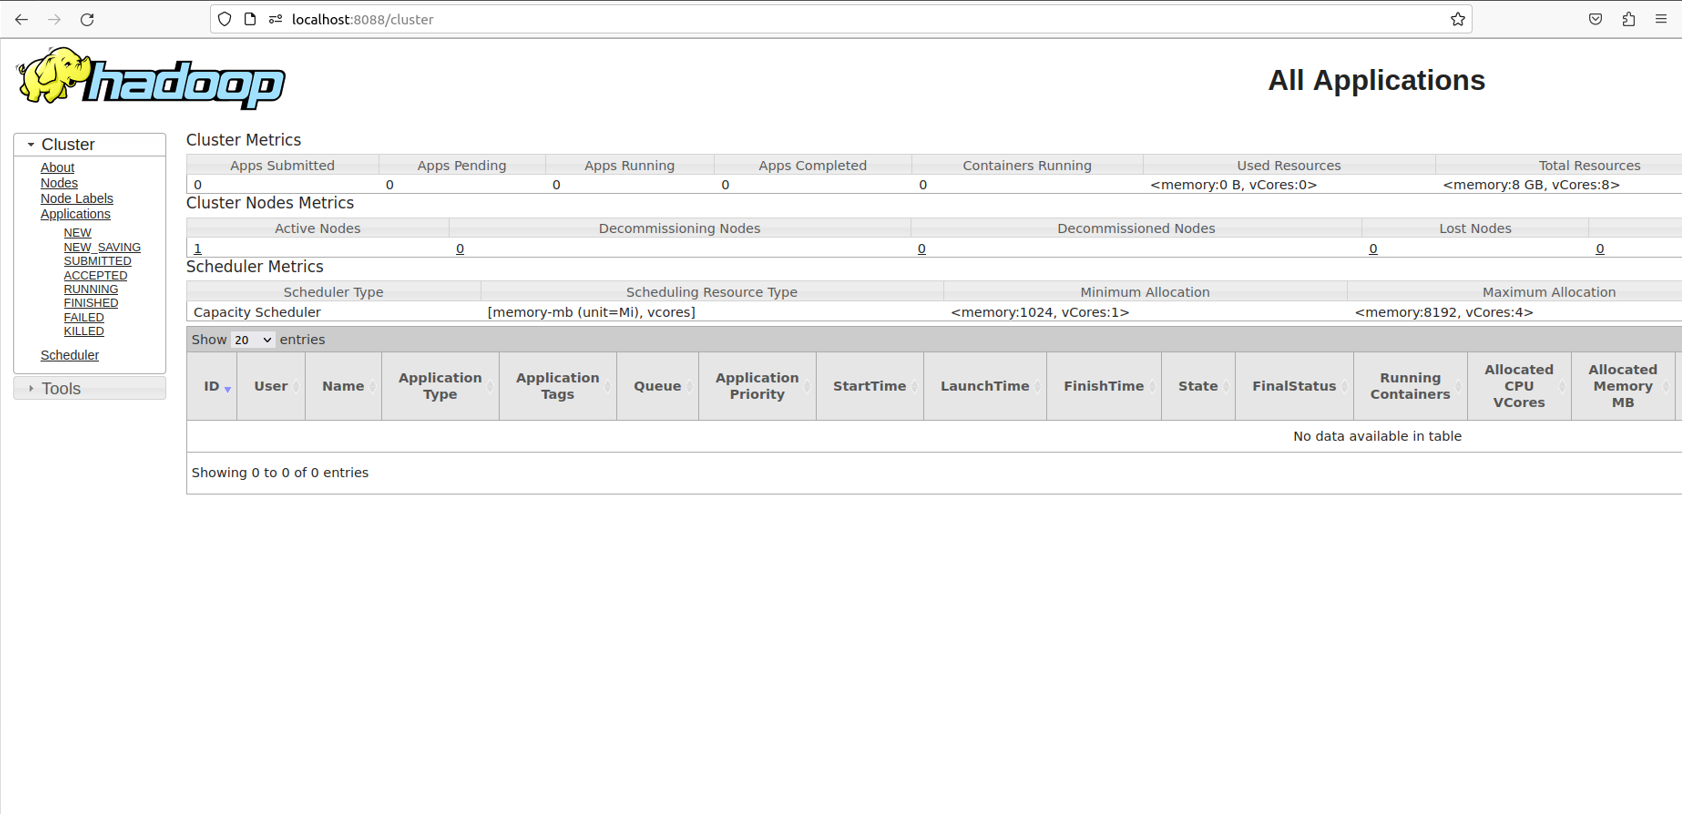 localhost:8088/cluster
hadoop
All Applications
Cluster
About
Nodes
Node Labels
Applications
NEW
NEW_SAVING
SUBMITTED
ACCEPTED
RUNNING
FINISHED
FAILED
KILLED
Scheduler
Tools
Cluster Metrics
Apps Submitted Apps Pending Apps Running Apps Completed Containers Running Used Resources Total Resources
0 0 0 0 0 <memory:0 B, vCores:0> <memory:8 GB, vCores:8>
Cluster Nodes Metrics
Active Nodes Decommissioning Nodes Decommissioned Nodes Lost Nodes
1 0 0 0 0
Scheduler Metrics
Scheduler Type Scheduling Resource Type Minimum Allocation Maximum Allocation
Capacity Scheduler [memory-mb (unit=Mi), vcores] <memory:1024, vCores:1> <memory:8192, vCores:4>
Show 20 entries
ID User Name Application Type Application Tags Queue Application Priority StartTime LaunchTime FinishTime State FinalStatus Running Containers Allocated CPU VCores Allocated Memory MB
No data available in table
Showing 0 to 0 of 0 entries